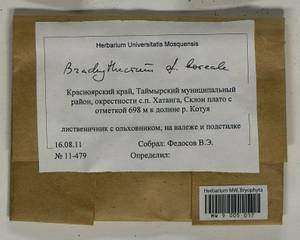 Herbarium Universitatis Mosquensis
Brachythecium cf boreale
Красноярский край, Таймырский муниципальный
район, окрестности с.п. Хатанга, Склон плато с
отметкой 698 м к долине р. Котуя
лиственничник с ольховником, на валеже и подстилке
16.08.11 Собрал: Федосов В.Э.
№ 11-479 Определил:
Herbarium MW, Bryophyta
MW 9 005 017